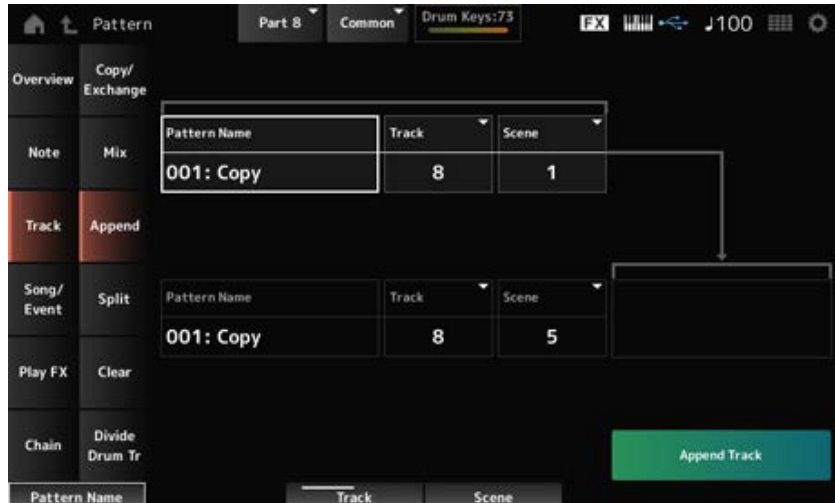 Pattern
Part 8
Common
Drum Keys:73
FX
♩100
Overview
Copy/
Exchange
Note
Mix
Track
Append
Song/
Event
Split
Play FX
Clear
Chain
Divide
Drum Tr
Pattern Name
Track
Scene
001: Copy
8
1
Pattern Name
Track
Scene
001: Copy
8
5
Append Track
Pattern Name
Track
Scene